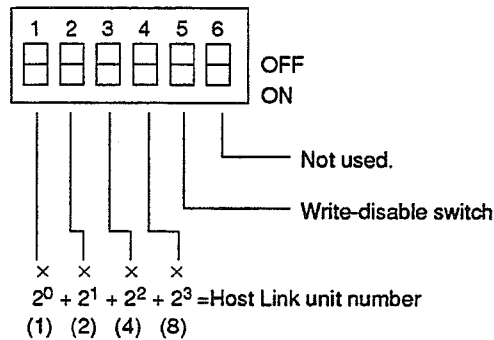 1 2 3 4 5 6
OFF
ON
Not used.
Write-disable switch
× × × ×
2⁰ + 2¹ + 2² + 2³ =Host Link unit number
(1) (2) (4) (8)